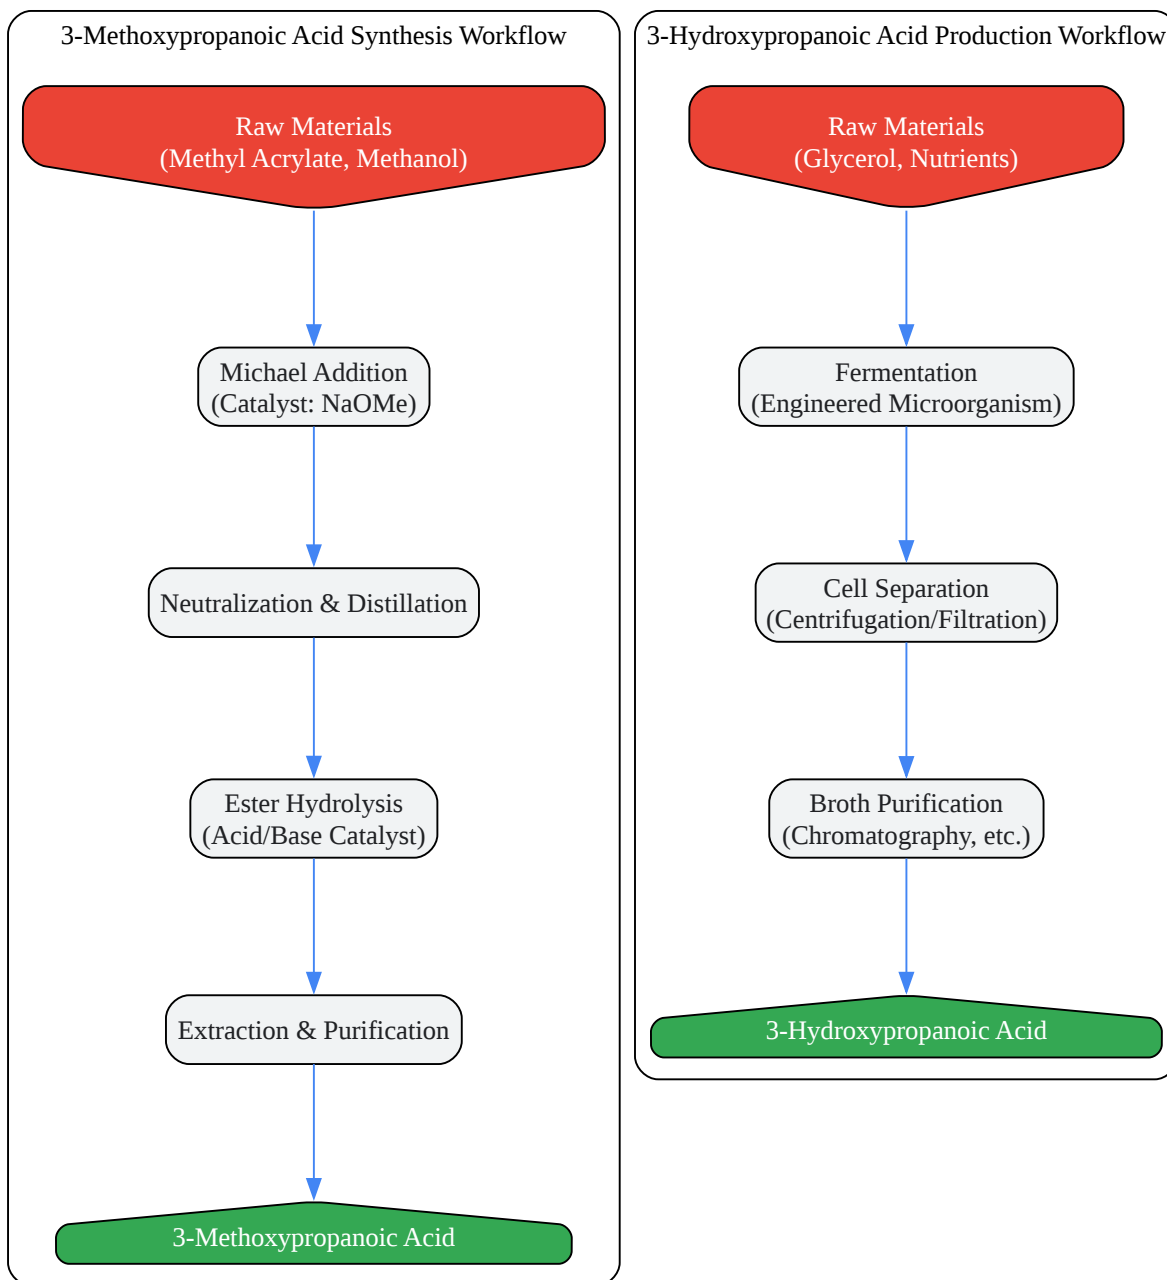 3-Methoxypropanoic Acid Synthesis Workflow
Raw Materials
(Methyl Acrylate, Methanol)
Michael Addition
(Catalyst: NaOMe)
Neutralization & Distillation
Ester Hydrolysis
(Acid/Base Catalyst)
Extraction & Purification
3-Methoxypropanoic Acid
3-Hydroxypropanoic Acid Production Workflow
Raw Materials
(Glycerol, Nutrients)
Fermentation
(Engineered Microorganism)
Cell Separation
(Centrifugation/Filtration)
Broth Purification
(Chromatography, etc.)
3-Hydroxypropanoic Acid